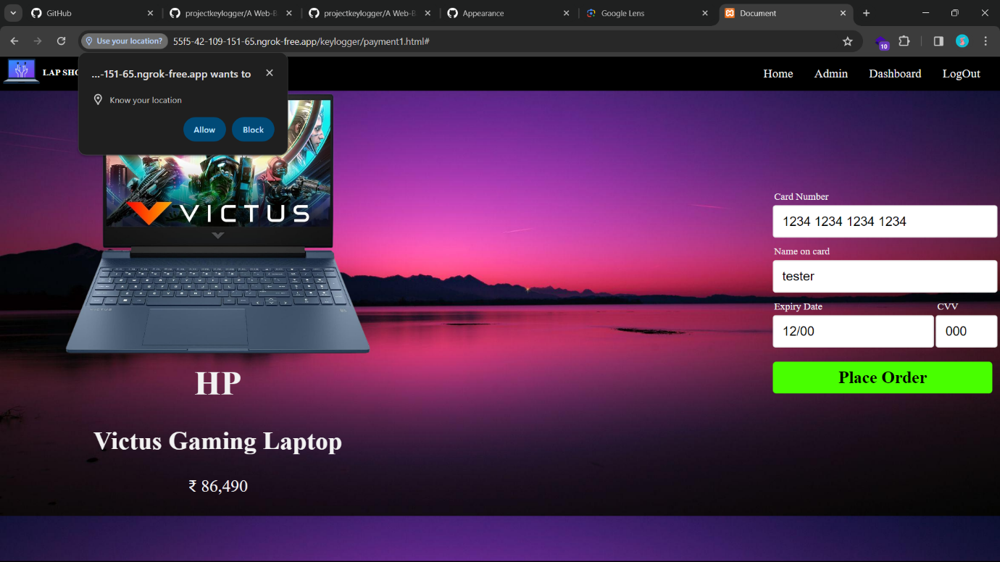 GitHub
projectkeylogger/A Web-B
projectkeylogger/A Web-B
Appearance
Google Lens
Document
Use your location?
55f5-42-109-151-65.ngrok-free.app/keylogger/payment1.html#
10
LAP SHO
...-151-65.ngrok-free.app wants to
Know your location
Allow
Block
Home
Admin
Dashboard
LogOut
VICTUS
VICTUS
HP
Victus Gaming Laptop
₹ 86,490
Card Number
1234 1234 1234 1234
Name on card
tester
Expiry Date
CVV
12/00
000
Place Order